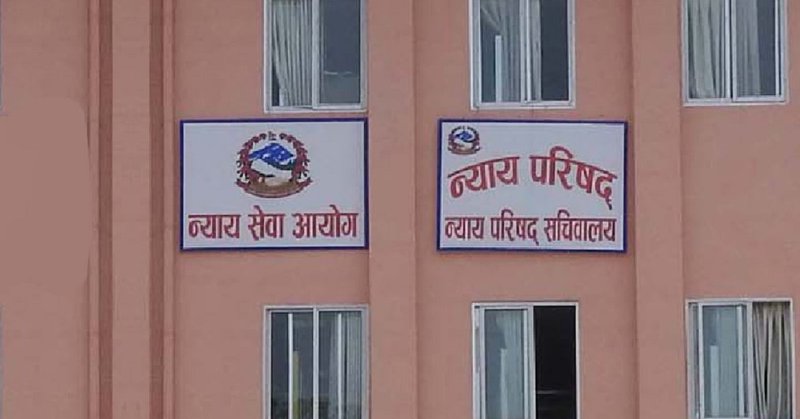 न्याय सेवा आयोग
न्याय परिषद्
न्याय परिषद् सचिवालय